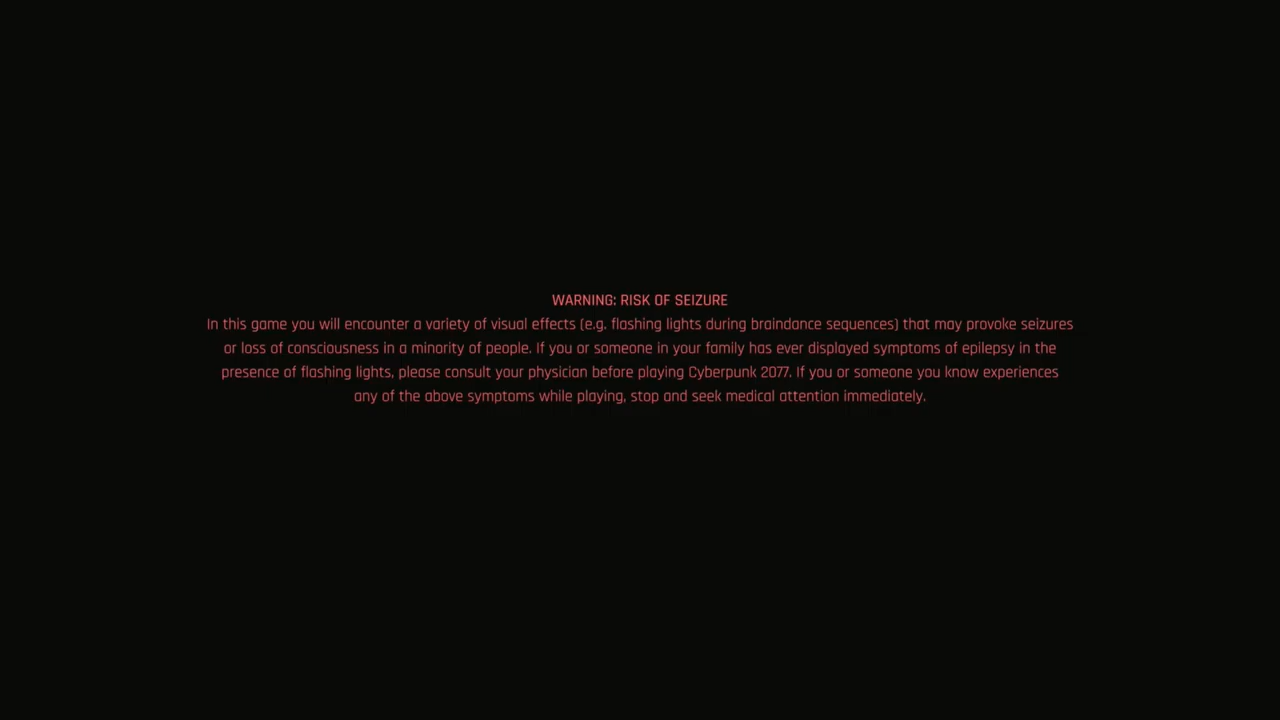 WARNING: RISK OF SEIZURE
In this game you will encounter a variety of visual effects (e.g. flashing lights during braindance sequences) that may provoke seizures
or loss of consciousness in a minority of people. If you or someone in your family has ever displayed symptoms of epilepsy in the
presence of flashing lights, please consult your physician before playing Cyberpunk 2077. If you or someone you know experiences
any of the above symptoms while playing, stop and seek medical attention immediately.